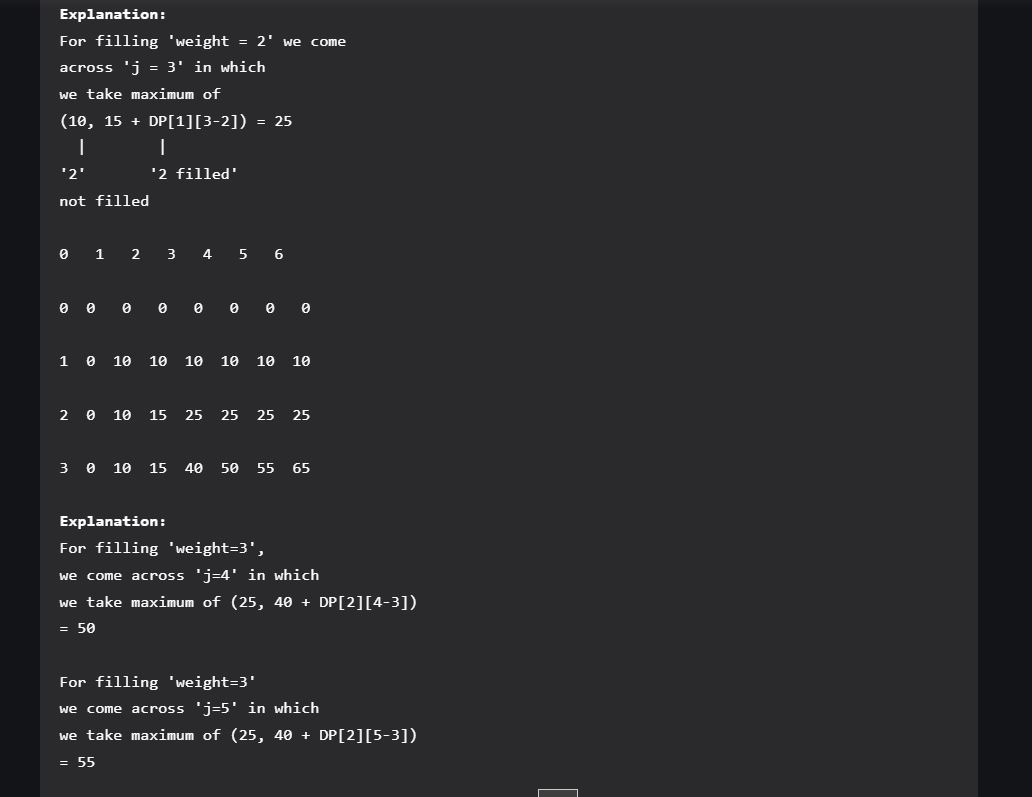 Explanation:
For filling 'weight = 2' we come
across 'j = 3' in which
we take maximum of
(10, 15 + DP[1][3-2]) = 25
  |        |
'2'       '2 filled'
not filled
0   1   2   3   4   5   6
0  0   0   0   0   0   0   0
1  0  10  10  10  10  10  10
2  0  10  15  25  25  25  25
3  0  10  15  40  50  55  65
Explanation:
For filling 'weight=3',
we come across 'j=4' in which
we take maximum of (25, 40 + DP[2][4-3])
= 50
For filling 'weight=3'
we come across 'j=5' in which
we take maximum of (25, 40 + DP[2][5-3])
= 55